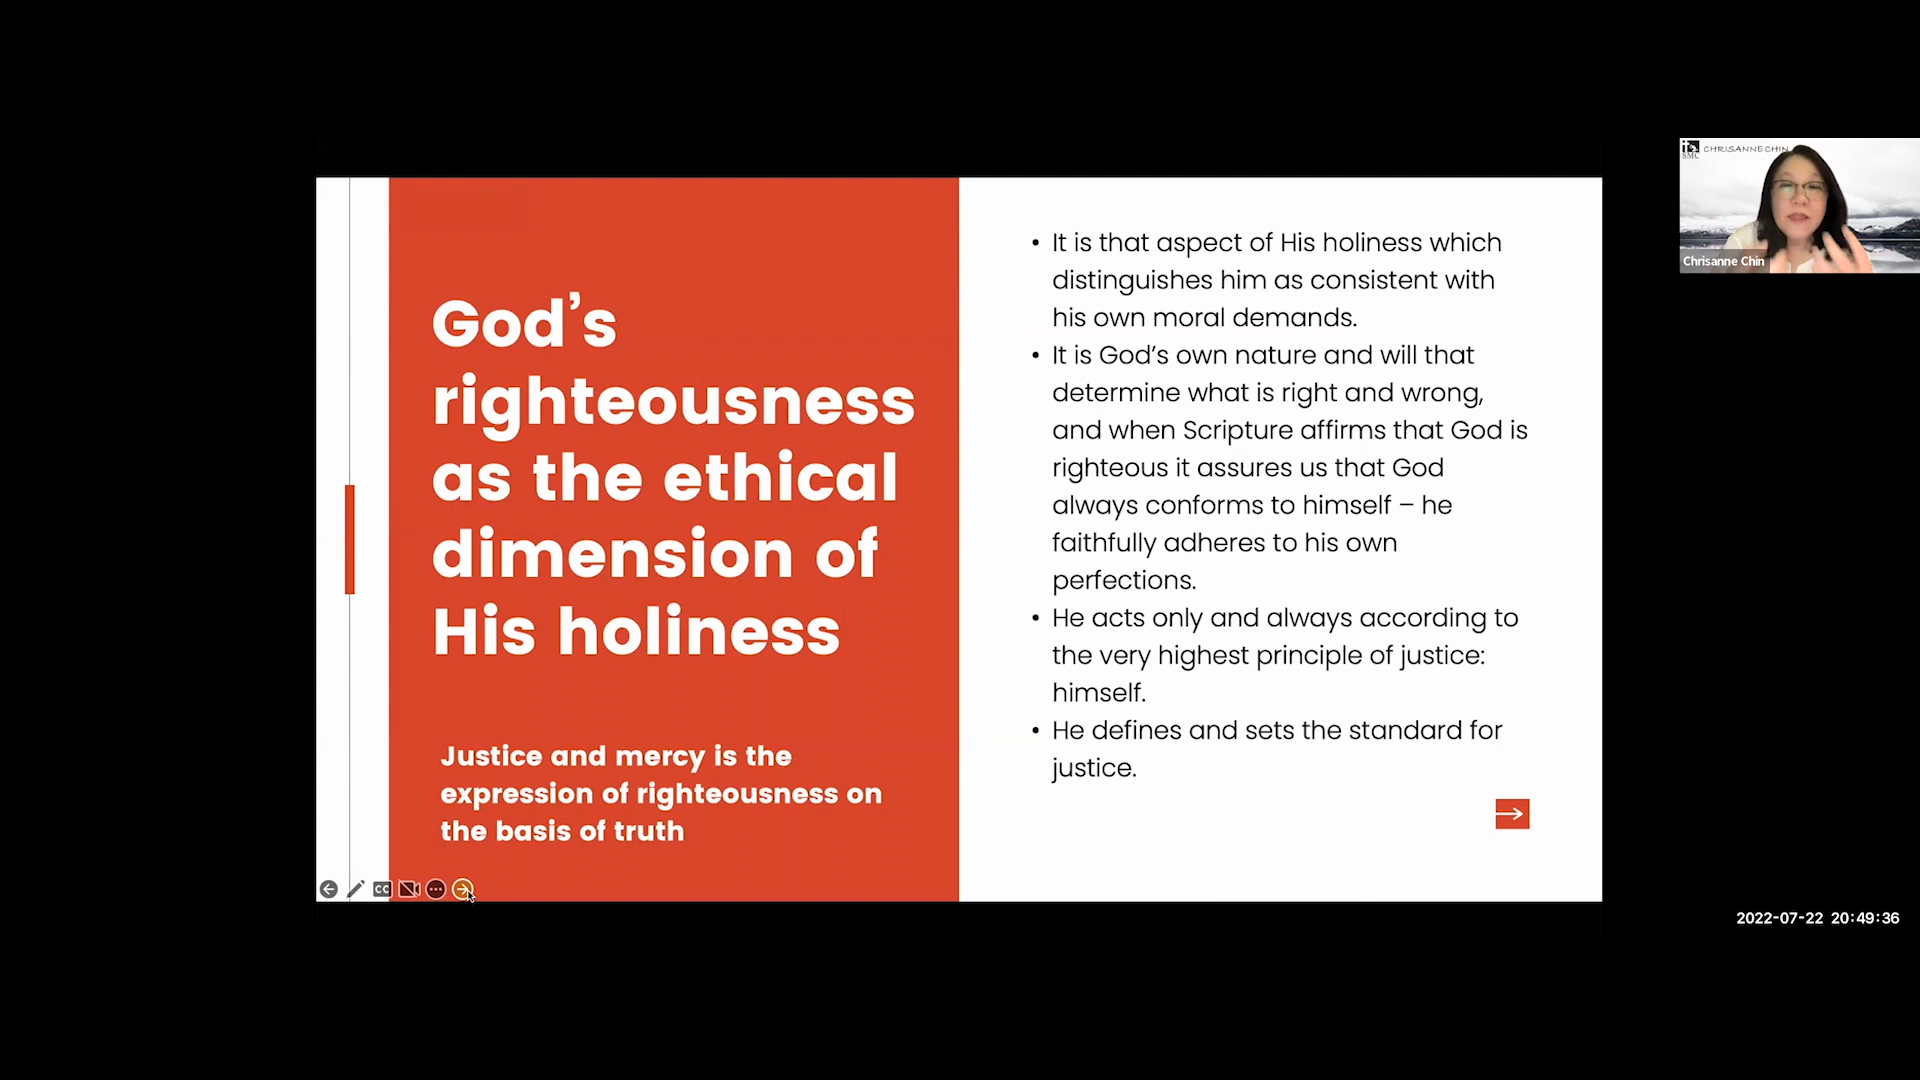 God's
righteousness
as the ethical
dimension of
His holiness
Justice and mercy is the
expression of righteousness on
the basis of truth
• It is that aspect of His holiness which
distinguishes him as consistent with
his own moral demands.
• It is God's own nature and will that
determine what is right and wrong,
and when Scripture affirms that God is
righteous it assures us that God
always conforms to himself – he
faithfully adheres to his own
perfections.
• He acts only and always according to
the very highest principle of justice:
himself.
• He defines and sets the standard for
justice.
CC
SMC
CHRISANNE CHIN
Chrisanne Chin
2022-07-22 20:49:36